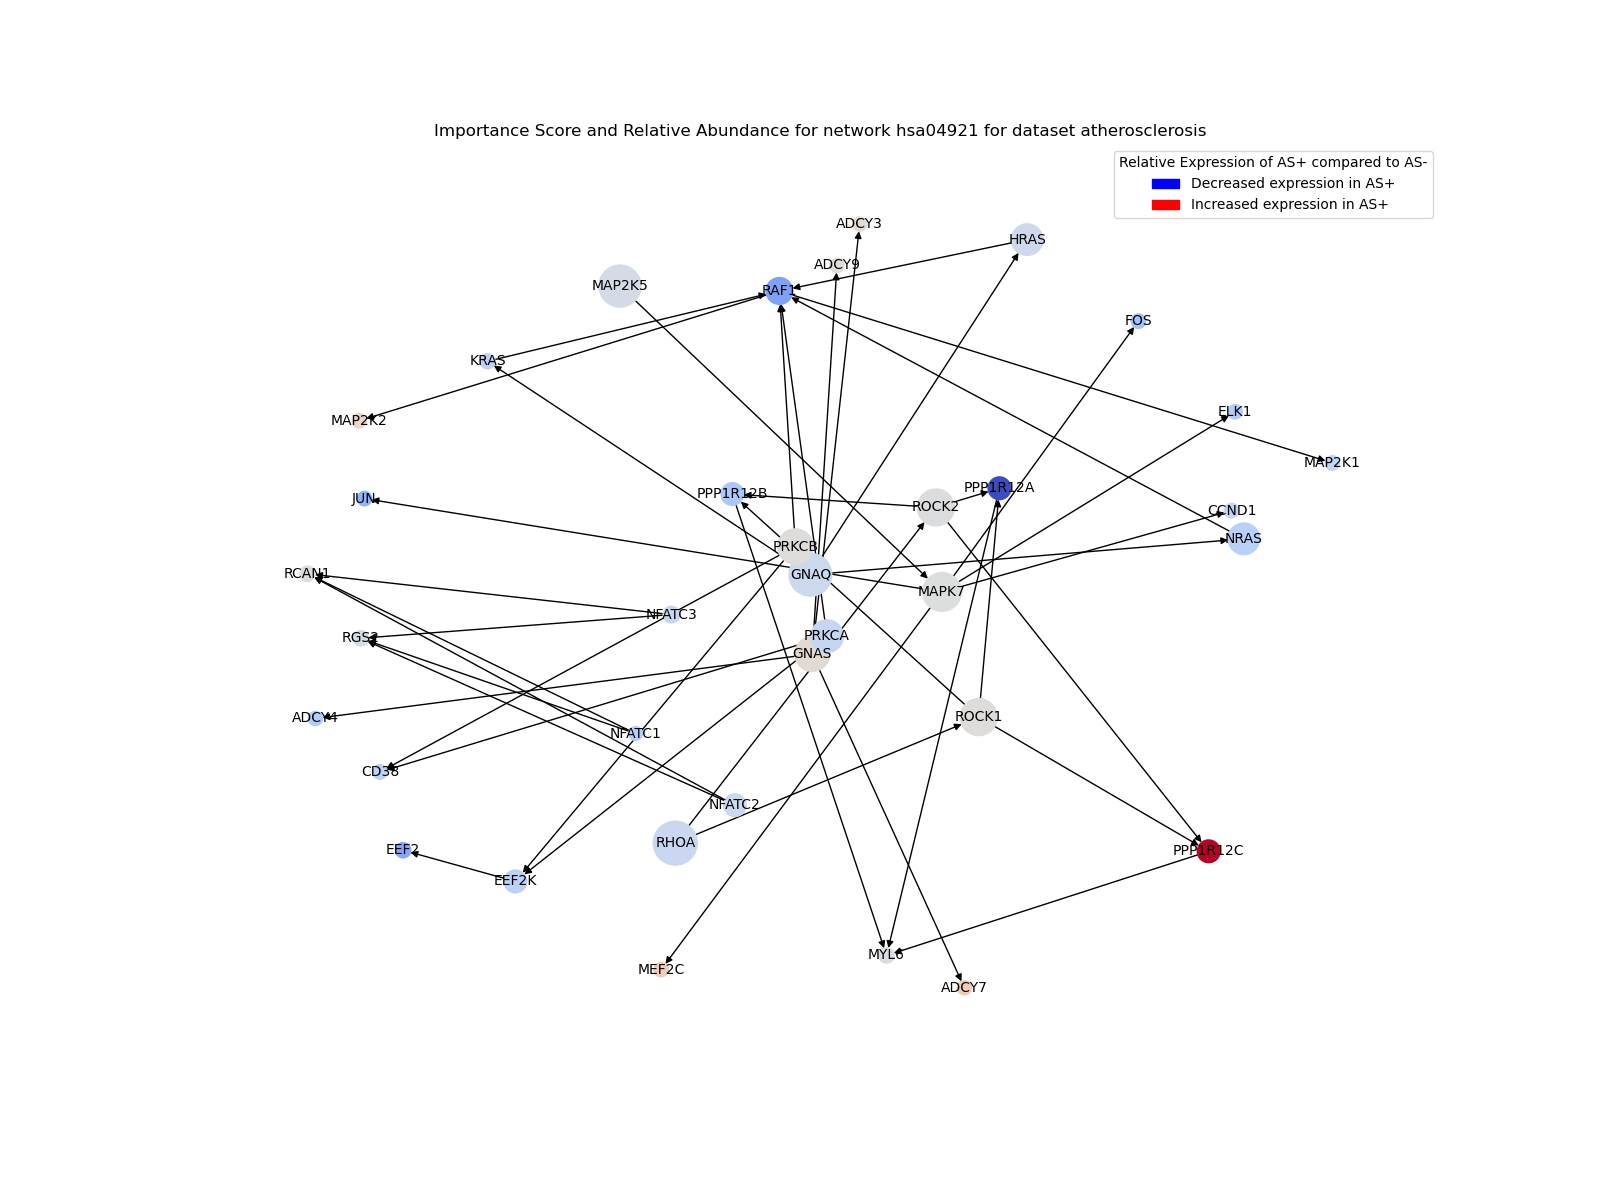 Importance Score and Relative Abundance for network hsa04921 for dataset atherosclerosis
Relative Expression of AS+ compared to AS-
Decreased expression in AS+
Increased expression in AS+
ADCY3
HRAS
ADCY9
MAP2K5
RAF1
FOS
KRAS
ELK1
MAP2K2
MAP2K1
PPP1R12A
PPP1R12B
JUN
ROCK2
CCND1
NRAS
PRKCB
RCAN1
GNAQ
MAPK7
NFATC3
RGS2
PRKCA
GNAS
ADCY4
ROCK1
NFATC1
CD38
NFATC2
RHOA
EEF2
PPP1R12C
EEF2K
MYL6
MEF2C
ADCY7